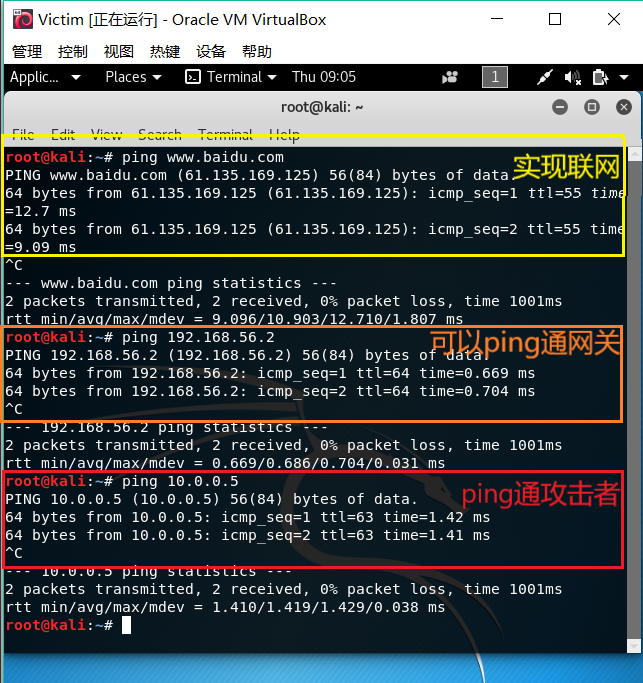 Victim [正在运行] - Oracle VM VirtualBox
管理 控制 视图 热键 设备 帮助
Applic... Places Terminal Thu 09:05 1
root@kali: ~
File Edit View Search Terminal Help
root@kali:~# ping www.baidu.com
PING www.baidu.com (61.135.169.125) 56(84) bytes of data.
实现联网
64 bytes from 61.135.169.125 (61.135.169.125): icmp_seq=1 ttl=55 time
=12.7 ms
64 bytes from 61.135.169.125 (61.135.169.125): icmp_seq=2 ttl=55 time
=9.09 ms
^C
--- www.baidu.com ping statistics ---
2 packets transmitted, 2 received, 0% packet loss, time 1001ms
rtt min/avg/max/mdev = 9.096/10.903/12.710/1.807 ms
root@kali:~# ping 192.168.56.2
可以ping通网关
PING 192.168.56.2 (192.168.56.2) 56(84) bytes of data.
64 bytes from 192.168.56.2: icmp_seq=1 ttl=64 time=0.669 ms
64 bytes from 192.168.56.2: icmp_seq=2 ttl=64 time=0.704 ms
^C
--- 192.168.56.2 ping statistics ---
2 packets transmitted, 2 received, 0% packet loss, time 1001ms
rtt min/avg/max/mdev = 0.669/0.686/0.704/0.031 ms
root@kali:~# ping 10.0.0.5
PING 10.0.0.5 (10.0.0.5) 56(84) bytes of data.
ping通攻击者
64 bytes from 10.0.0.5: icmp_seq=1 ttl=63 time=1.42 ms
64 bytes from 10.0.0.5: icmp_seq=2 ttl=63 time=1.41 ms
^C
--- 10.0.0.5 ping statistics ---
2 packets transmitted, 2 received, 0% packet loss, time 1001ms
rtt min/avg/max/mdev = 1.410/1.419/1.429/0.038 ms
root@kali:~#